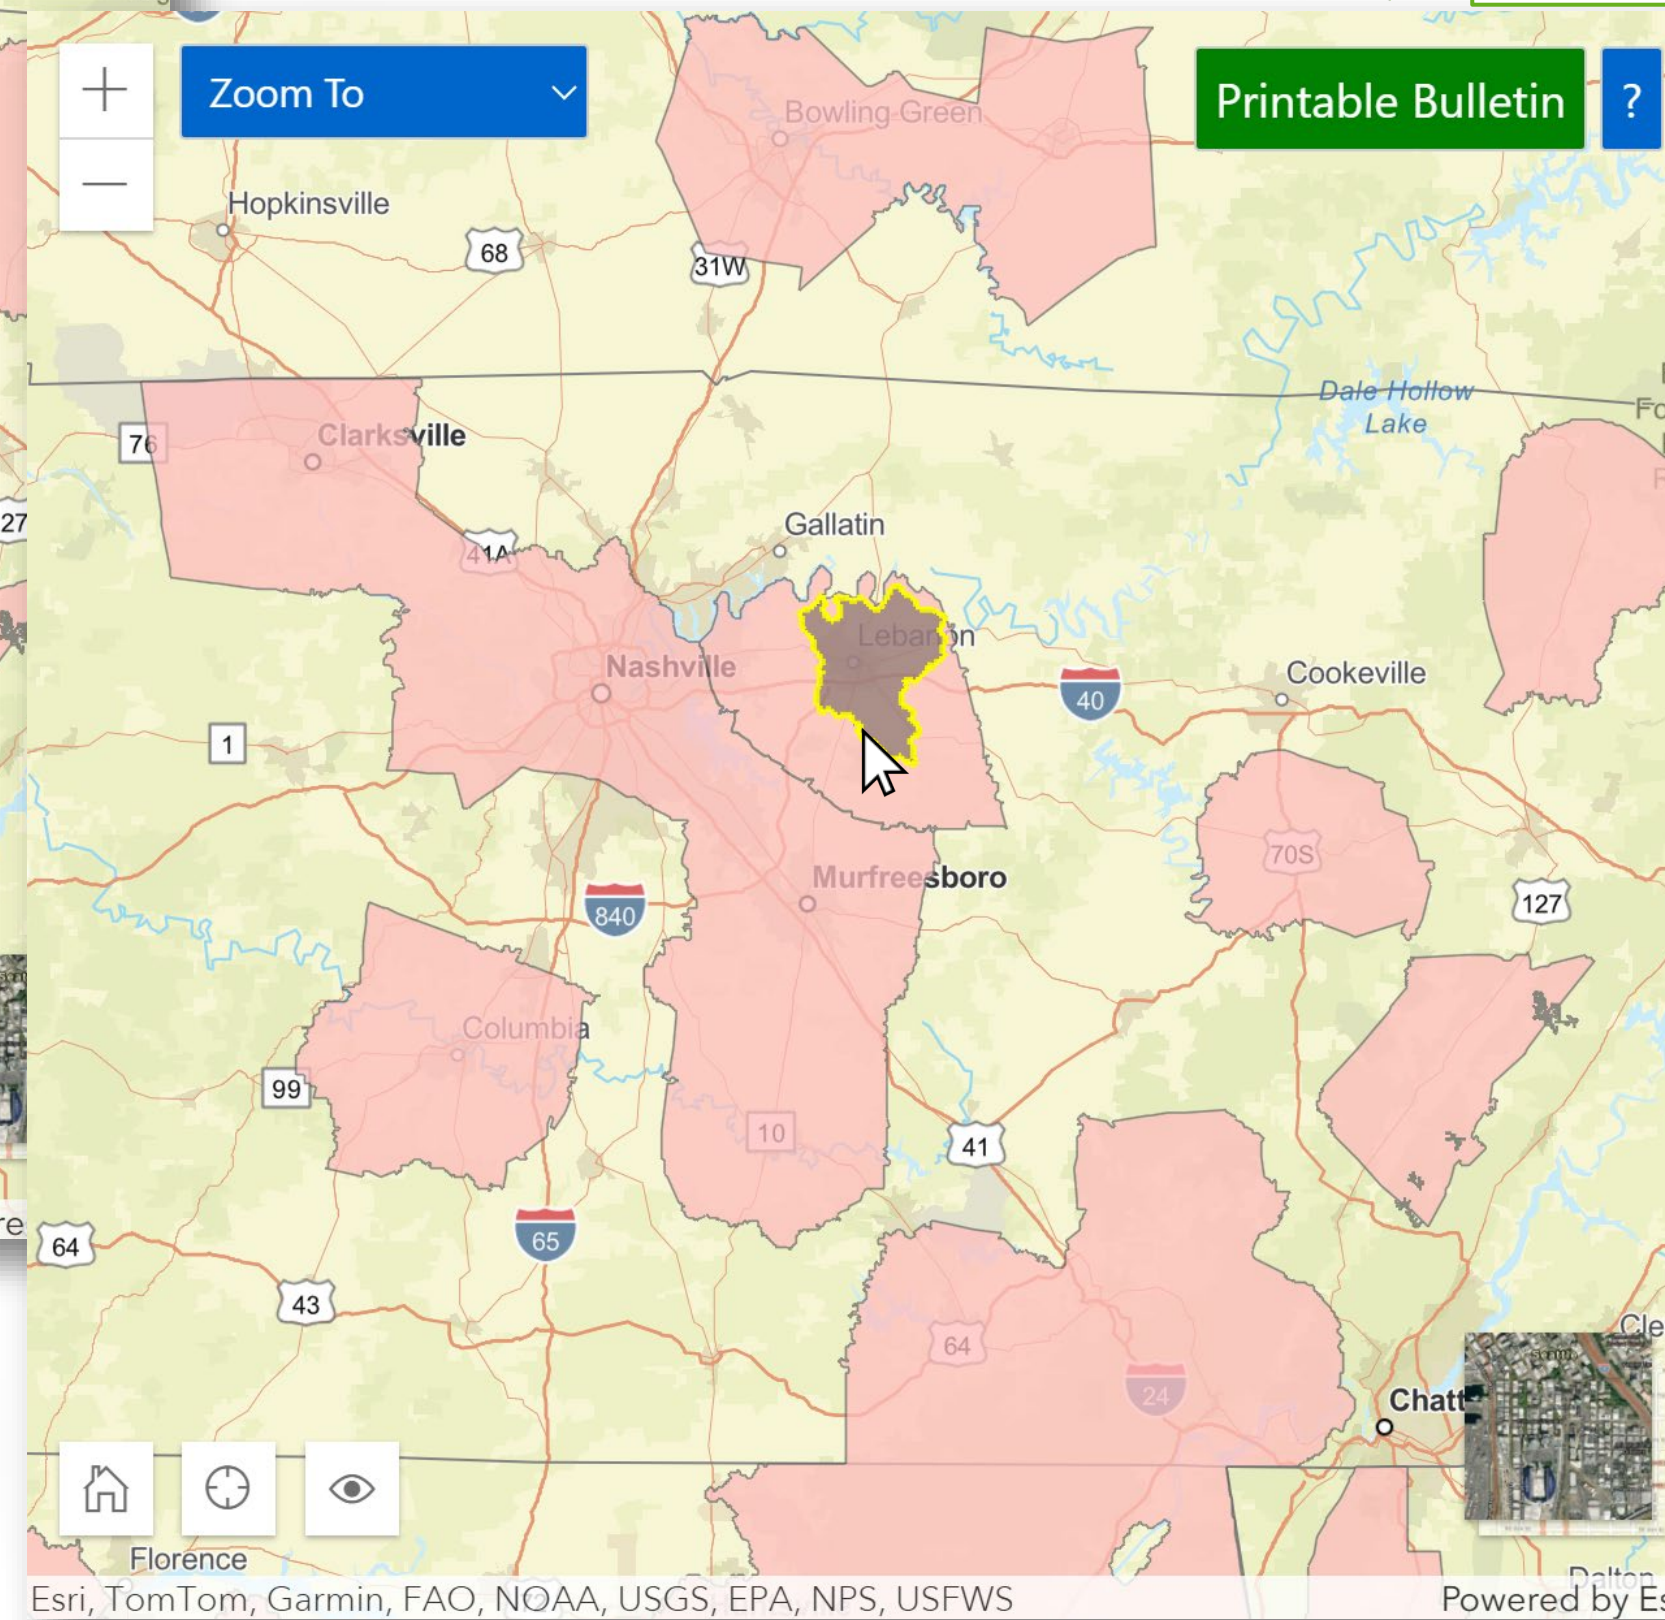 Zoom To
Printable Bulletin
?
Bowling Green
Hopkinsville
68
31W
Dale Hollow
Lake
76
Clarksville
27
41A
Gallatin
Lebanon
Nashville
40
Cookeville
1
70S
Murfreesboro
840
127
Columbia
99
10
41
64
65
43
64
24
Chatt
Seattle
Florence
Dalton
Esri, TomTom, Garmin, FAO, NOAA, USGS, EPA, NPS, USFWS
Powered by Es